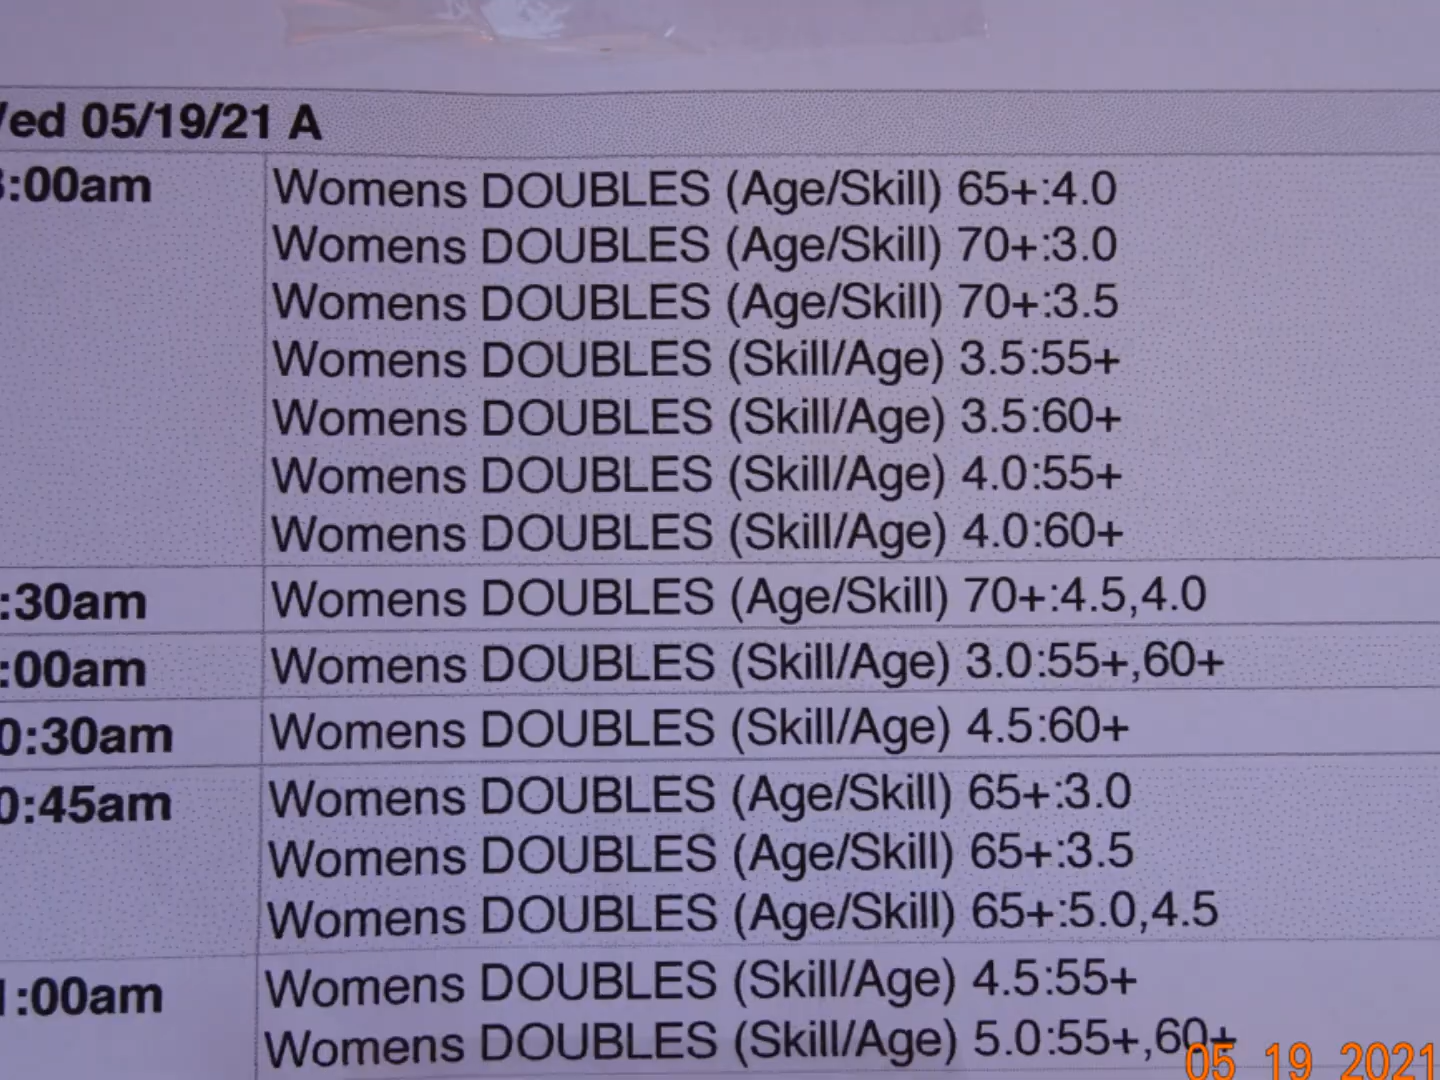 Wed 05/19/21 A
8:00am Womens DOUBLES (Age/Skill) 65+:4.0
Womens DOUBLES (Age/Skill) 70+:3.0
Womens DOUBLES (Age/Skill) 70+:3.5
Womens DOUBLES (Skill/Age) 3.5:55+
Womens DOUBLES (Skill/Age) 3.5:60+
Womens DOUBLES (Skill/Age) 4.0:55+
Womens DOUBLES (Skill/Age) 4.0:60+
:30am Womens DOUBLES (Age/Skill) 70+:4.5,4.0
:00am Womens DOUBLES (Skill/Age) 3.0:55+,60+
0:30am Womens DOUBLES (Skill/Age) 4.5:60+
0:45am Womens DOUBLES (Age/Skill) 65+:3.0
Womens DOUBLES (Age/Skill) 65+:3.5
Womens DOUBLES (Age/Skill) 65+:5.0,4.5
1:00am Womens DOUBLES (Skill/Age) 4.5:55+
Womens DOUBLES (Skill/Age) 5.0:55+,60+
05 19 2021